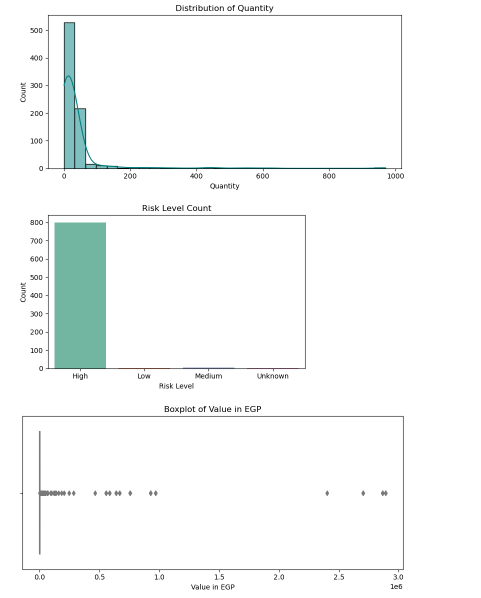 Distribution of Quantity
500
400
300
200
100
0
Count
0 200 400 600 800 1000
Quantity
Risk Level Count
800
700
600
500
400
300
200
100
0
Count
High Low Medium Unknown
Risk Level
Boxplot of Value in EGP
0.0 0.5 1.0 1.5 2.0 2.5 3.0
1e6
Value in EGP